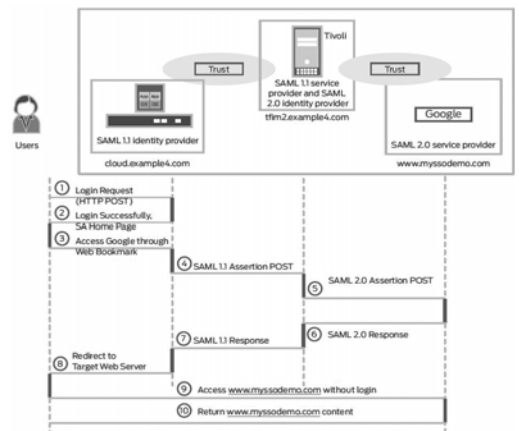 Tivoli
Trust
Trust
SAML 1.1 service
provider and SAML
2.0 identity provider
tfim2.example4.com
Google
Users
SAML 1.1 identity provider
SAML 2.0 service provider
cloud.example4.com
www.myssodemo.com
1 Login Request
(HTTP POST)
2 Login Successfully,
SA Home Page
3 Access Google through
Web Bookmark
4 SAML 1.1 Assertion POST
5 SAML 2.0 Assertion POST
6 SAML 2.0 Response
7 SAML 1.1 Response
8 Redirect to
Target Web Server
9 Access www.myssodemo.com without login
10 Return www.myssodemo.com content